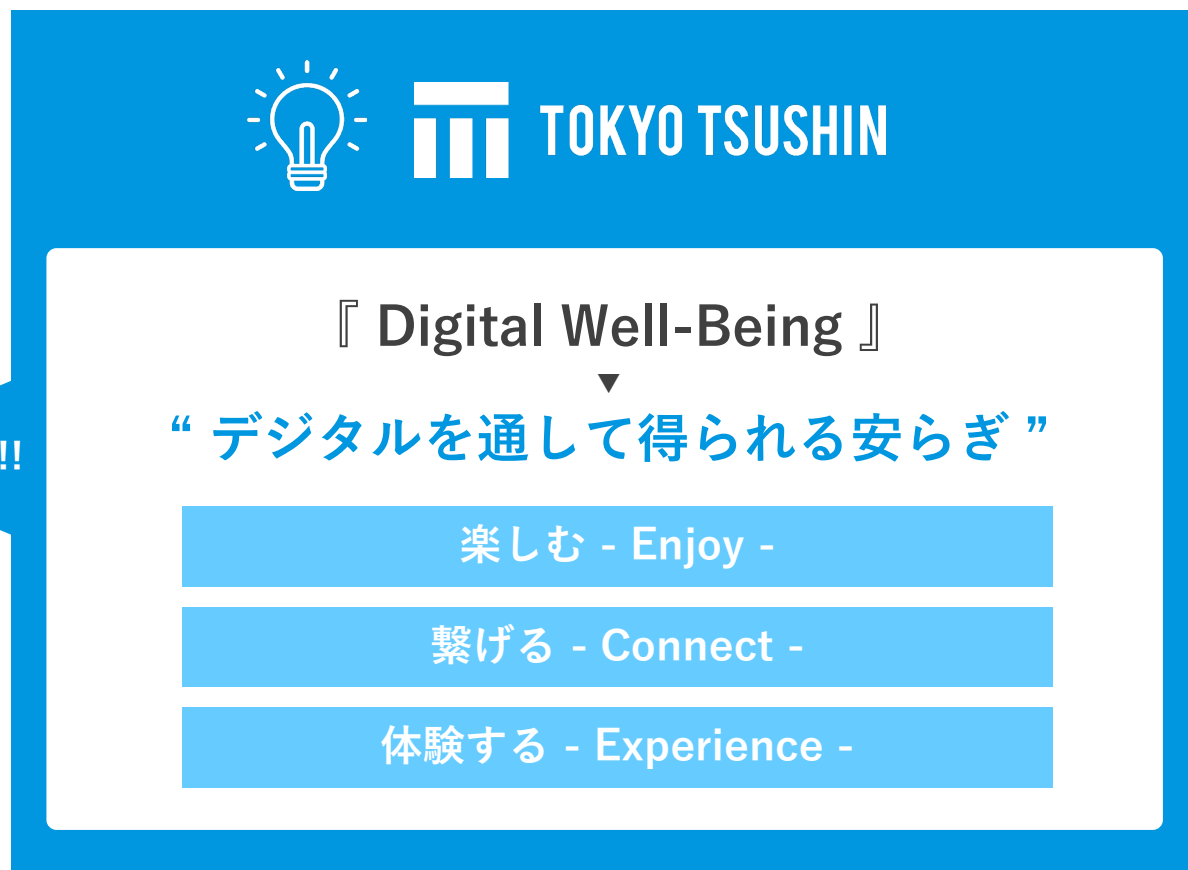 TOKYO TSUSHIN
『 Digital Well-Being 』
▼
“ デジタルを通して得られる安らぎ ”
!!
楽しむ - Enjoy -
繋げる - Connect -
体験する - Experience -